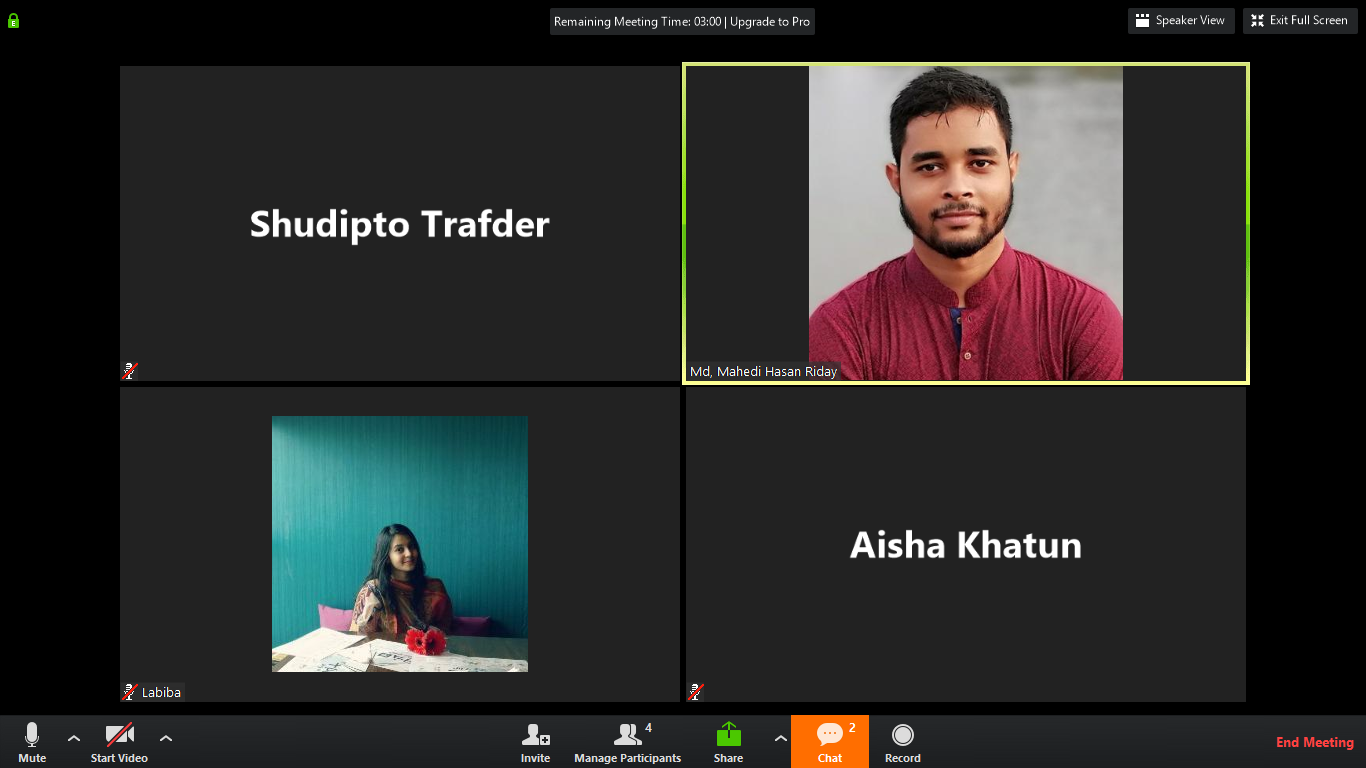 Remaining Meeting Time: 03:00 | Upgrade to Pro
Speaker View
Exit Full Screen
Shudipto Trafder
Md, Mahedi Hasan Riday
Labiba
Aisha Khatun
Mute
Start Video
Invite
4
Manage Participants
Share
2
Chat
Record
End Meeting